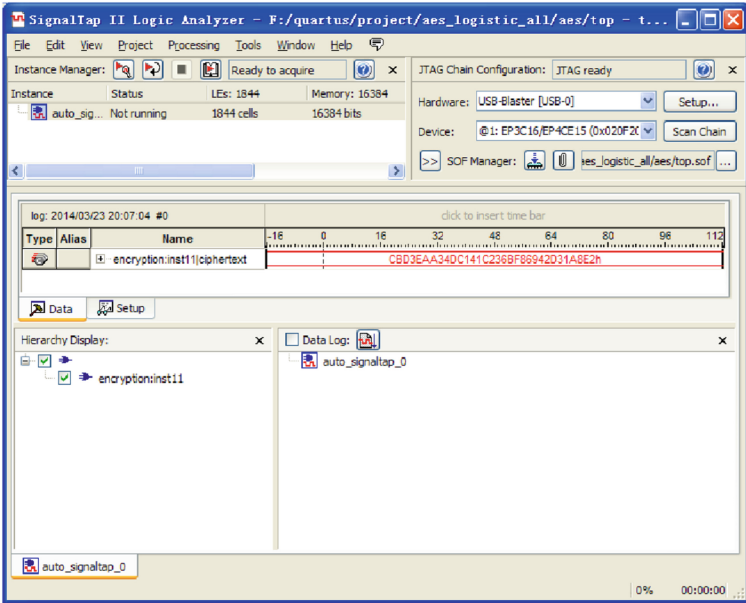 SignalTap II Logic Analyzer - F:/quartus/project/aes_logistic_all/aes/top - t...
File Edit View Project Processing Tools Window Help
Instance Manager: Ready to acquire
JTAG Chain Configuration: JTAG ready
Instance Status LEs: 1844 Memory: 16384
auto_sig... Not running 1844 cells 16384 bits
Hardware: USB-Blaster [USB-0] Setup...
Device: @1: EP3C16/EP4CE15 (0x020F20 Scan Chain
>> SOF Manager: aes_logistic_all/aes/top.sof ...
log: 2014/03/23 20:07:04 #0 click to insert time bar
Type Alias Name -16 0 16 32 48 64 80 96 112
encryption:inst11|ciphertext CBD3EAA34DC141C236BF86942D31A8E2h
Data Setup
Hierarchy Display:
Data Log:
auto_signaltap_0
encryption:inst11
auto_signaltap_0
0% 00:00:00